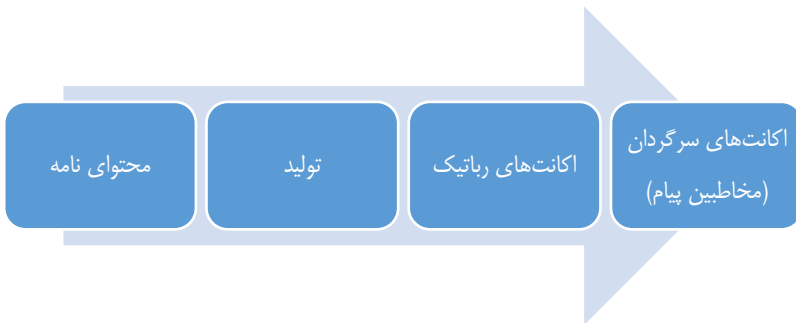 محتوای نامه
تولید
اکانت‌های رباتیک
اکانت‌های سرگردان
(مخاطبین پیام)